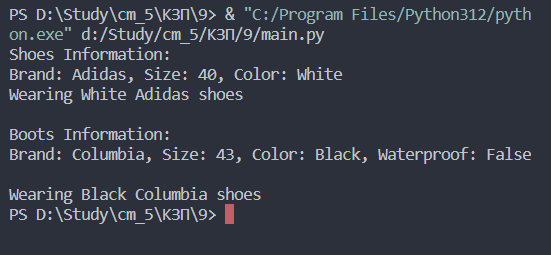 PS D:\Study\cm_5\КЗП\9> & "C:/Program Files/Python312/pyth
on.exe" d:/Study/cm_5/КЗП/9/main.py
Shoes Information:
Brand: Adidas, Size: 40, Color: White
Wearing White Adidas shoes
Boots Information:
Brand: Columbia, Size: 43, Color: Black, Waterproof: False
Wearing Black Columbia shoes
PS D:\Study\cm_5\КЗП\9>